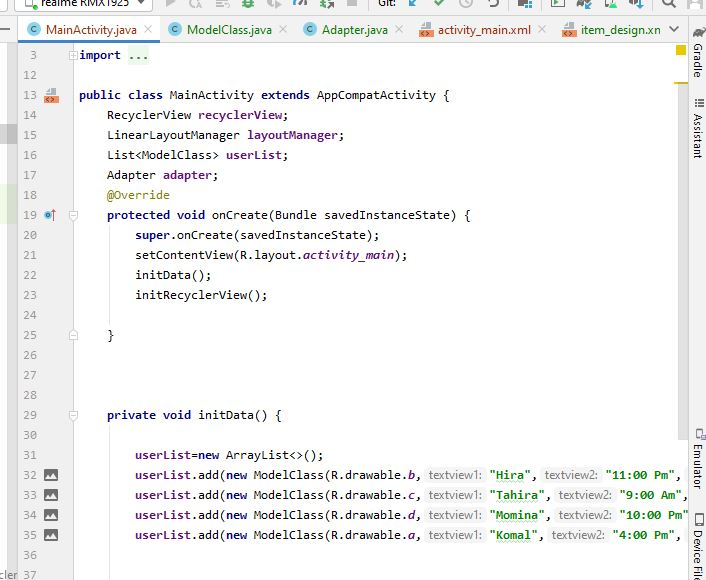 realme RMX1925
Git:
MainActivity.java
ModelClass.java
Adapter.java
activity_main.xml
item_design.xn
3 import ...
12
13 public class MainActivity extends AppCompatActivity {
14 RecyclerView recyclerView;
15 LinearLayoutManager layoutManager;
16 List<ModelClass> userList;
17 Adapter adapter;
18 @Override
19 protected void onCreate(Bundle savedInstanceState) {
20 super.onCreate(savedInstanceState);
21 setContentView(R.layout.activity_main);
22 initData();
23 initRecyclerView();
24
25 }
26
27
28
29 private void initData() {
30
31 userList=new ArrayList<>();
32 userList.add(new ModelClass(R.drawable.b, textview1: "Hira", textview2: "11:00 Pm",
33 userList.add(new ModelClass(R.drawable.c, textview1: "Tahira", textview2: "9:00 Am",
34 userList.add(new ModelClass(R.drawable.d, textview1: "Momina", textview2: "10:00 Pm"
35 userList.add(new ModelClass(R.drawable.a, textview1: "Komal", textview2: "4:00 Pm",
36
cler 37
Gradle
Assistant
Emulator
Device File